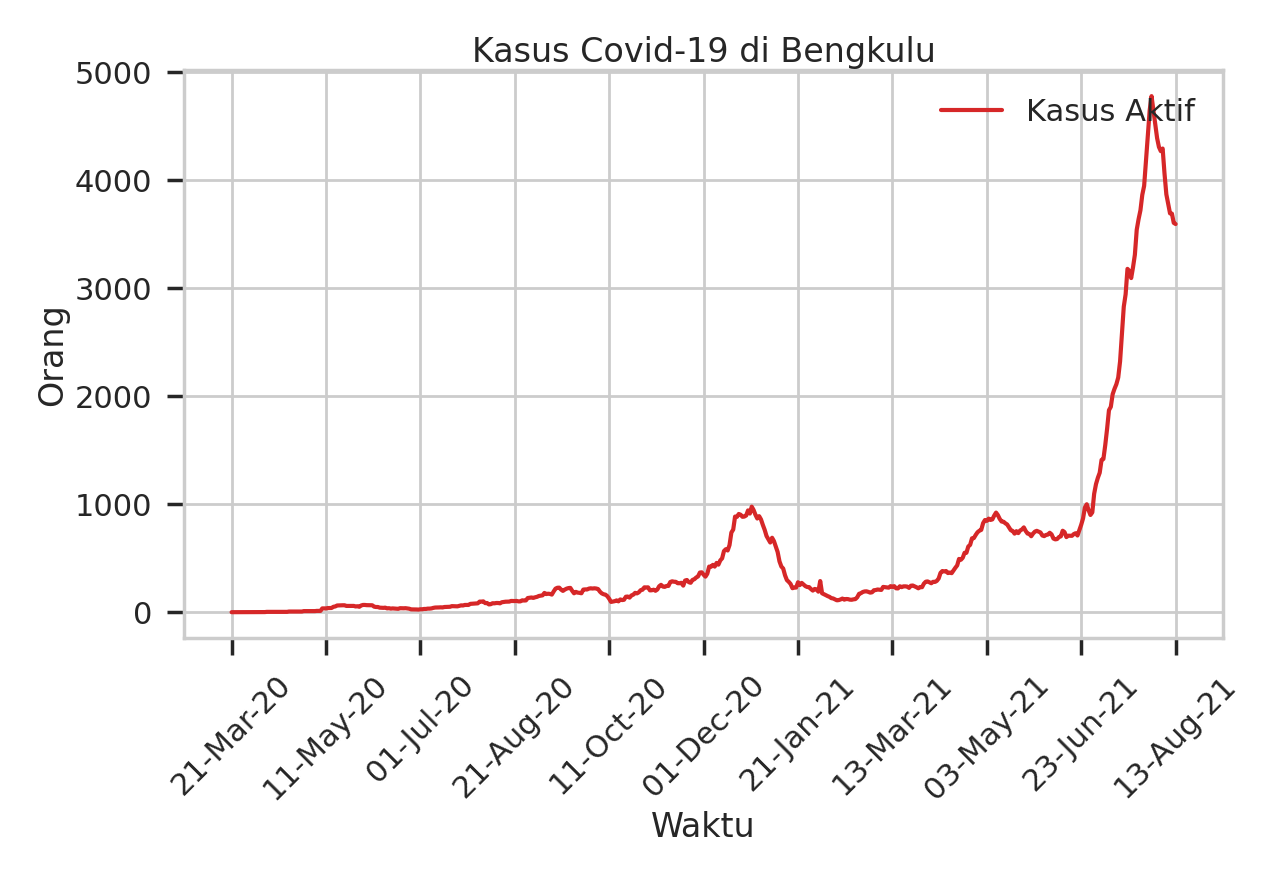 Kasus Covid-19 di Bengkulu
Kasus Aktif
Orang
5000
4000
3000
2000
1000
0
21-Mar-20
11-May-20
01-Jul-20
21-Aug-20
11-Oct-20
01-Dec-20
21-Jan-21
13-Mar-21
03-May-21
23-Jun-21
13-Aug-21
Waktu